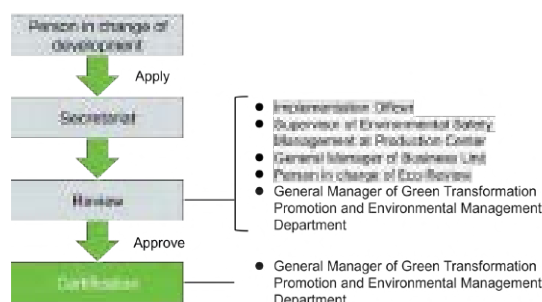 Person in change of
development
Apply
Secretariat
Implementation Officer
Supervisor of Environmental Safety
Management at Production Center
General Manager of Business Unit
Person in charge of Eco-Review
Review
General Manager of Green Transformation
Promotion and Environmental Management
Department
Approve
Certification
General Manager of Green Transformation
Promotion and Environmental Management
Department